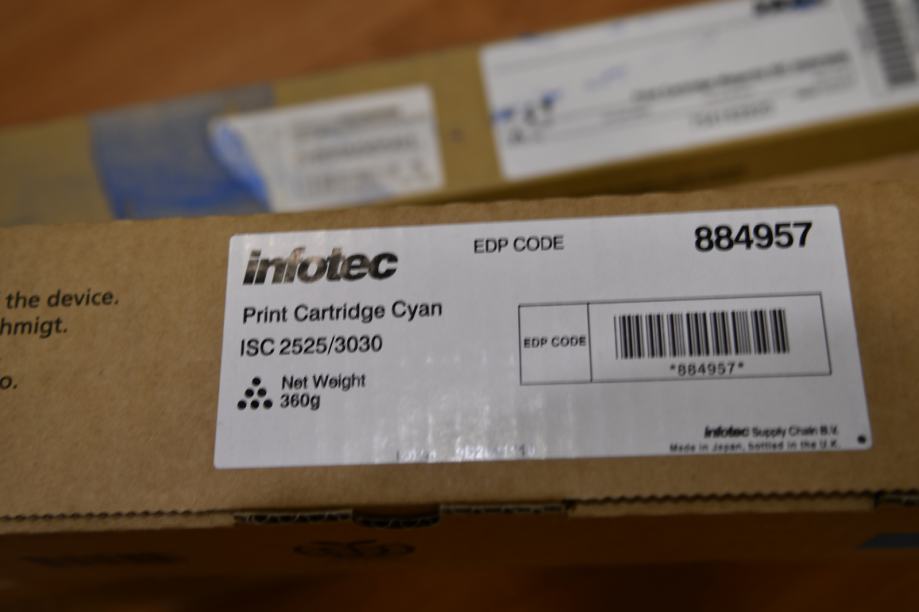 the device.
hmigt.
o.
infotec
EDP CODE
884957
Print Cartridge Cyan
ISC 2525/3030
Net Weight
360g
EDP CODE
*884957*
infotec Supply Chain B.V.
Made in Japan, bottled in the U.K.